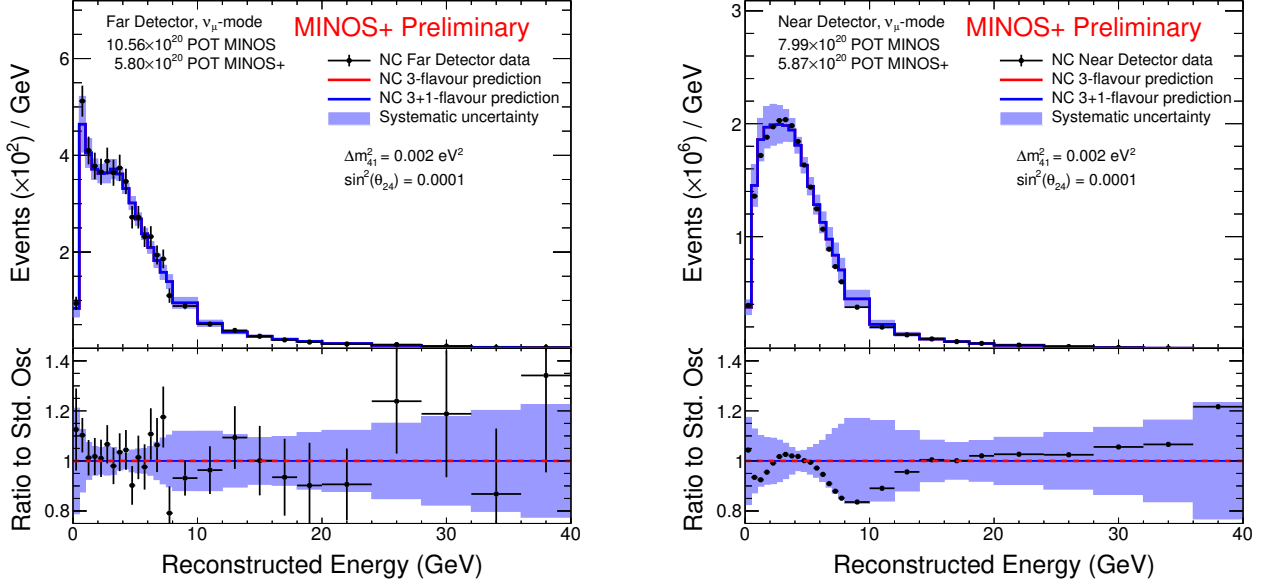 Far Detector, νμ-mode
10.56×10²⁰ POT MINOS
5.80×10²⁰ POT MINOS+
MINOS+ Preliminary
NC Far Detector data
NC 3-flavour prediction
NC 3+1-flavour prediction
Systematic uncertainty
Δm²₄₁ = 0.002 eV²
sin²(θ₂₄) = 0.0001
Events (×10²) / GeV
6
4
2
Ratio to Std. Osc
1.4
1.2
1
0.8
0 10 20 30 40
Reconstructed Energy (GeV)
Near Detector, νμ-mode
7.99×10²⁰ POT MINOS
5.87×10²⁰ POT MINOS+
MINOS+ Preliminary
NC Near Detector data
NC 3-flavour prediction
NC 3+1-flavour prediction
Systematic uncertainty
Δm²₄₁ = 0.002 eV²
sin²(θ₂₄) = 0.0001
Events (×10⁶) / GeV
3
2
1
Ratio to Std. Osc
1.4
1.2
1
0.8
0 10 20 30 40
Reconstructed Energy (GeV)